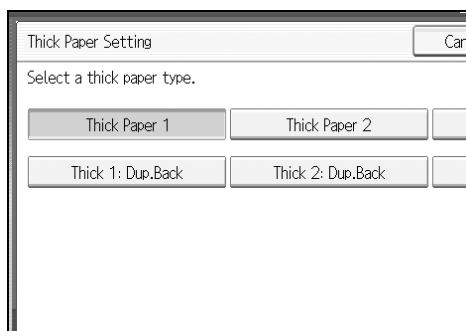 Thick Paper Setting
Select a thick paper type.
Thick Paper 1 Thick Paper 2
Thick 1: Dup.Back Thick 2: Dup.Back